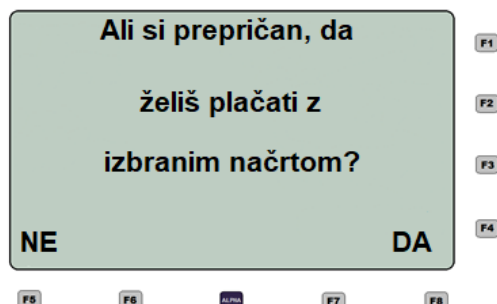 Ali si prepričan, da
F1
želiš plačati z
F2
izbranim načrtom?
F3
F4
NE DA
F5 F6 ALPHA F7 F8